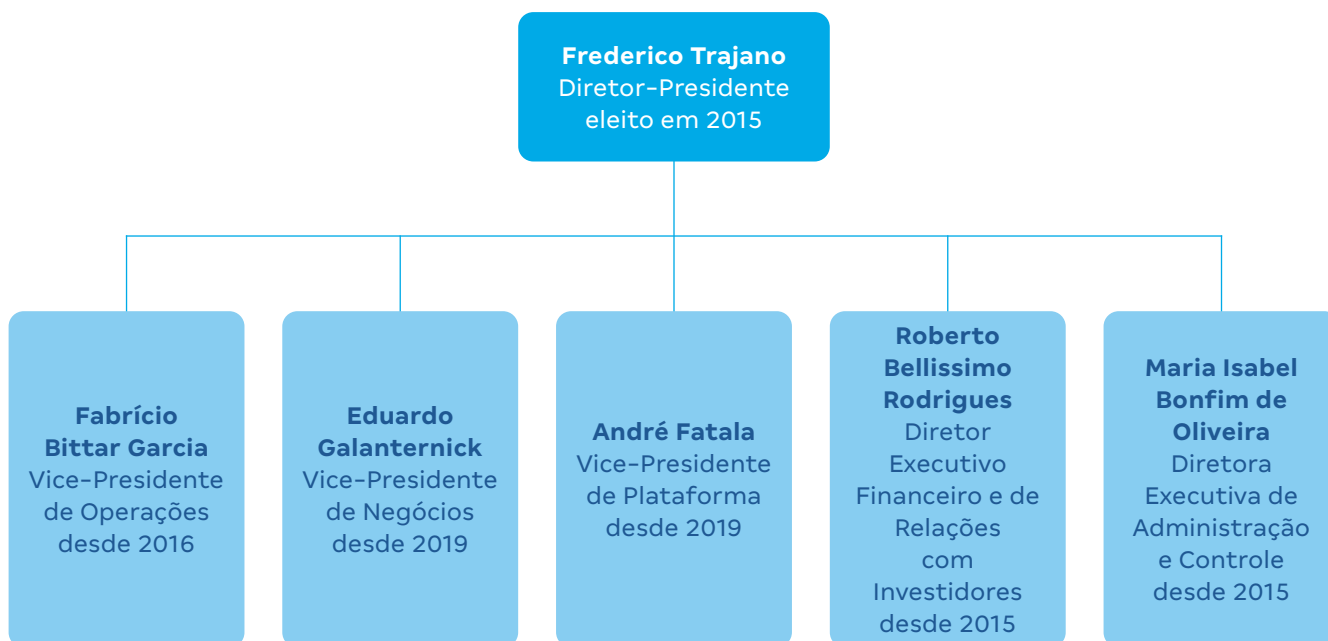 Frederico Trajano
Diretor-Presidente
eleito em 2015
Fabrício
Bittar Garcia
Vice-Presidente
de Operações
desde 2016
Eduardo
Galanternick
Vice-Presidente
de Negócios
desde 2019
André Fatala
Vice-Presidente
de Plataforma
desde 2019
Roberto
Bellissimo
Rodrigues
Diretor
Executivo
Financeiro e de
Relações
com
Investidores
desde 2015
Maria Isabel
Bonfim de
Oliveira
Diretora
Executiva de
Administração
e Controle
desde 2015